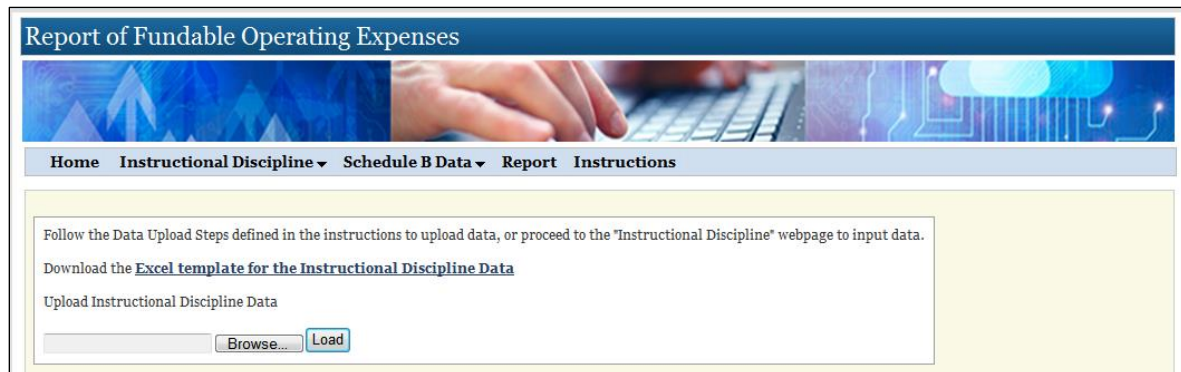 Report of Fundable Operating Expenses
Home Instructional Discipline Schedule B Data Report Instructions
Follow the Data Upload Steps defined in the instructions to upload data, or proceed to the "Instructional Discipline" webpage to input data.
Download the Excel template for the Instructional Discipline Data
Upload Instructional Discipline Data
Browse... Load